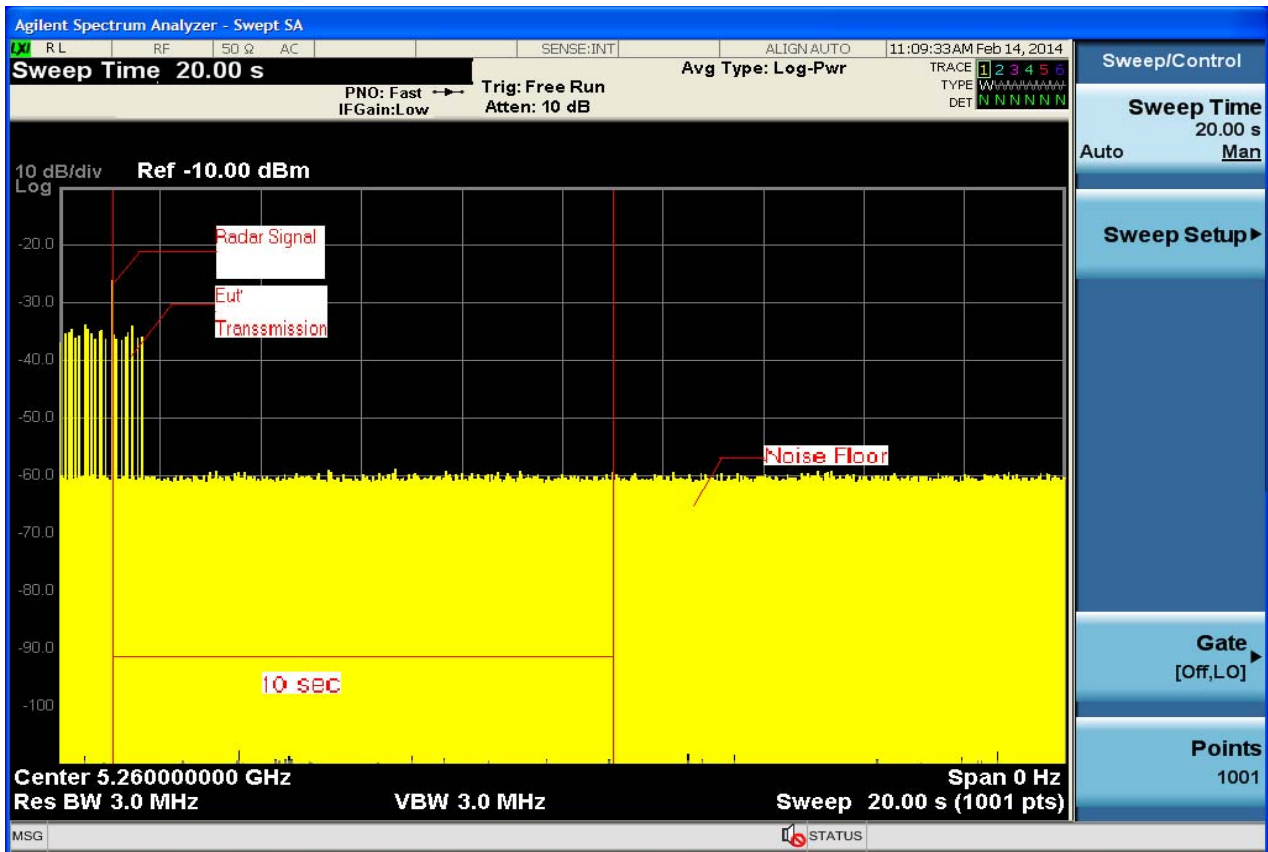 Agilent Spectrum Analyzer - Swept SA
LXI RL RF 50 Ω AC SENSE:INT ALIGN AUTO 11:09:33 AM Feb 14, 2014
Sweep Time 20.00 s
PNO: Fast
IFGain:Low
Trig: Free Run
Atten: 10 dB
Avg Type: Log-Pwr
TRACE 1 2 3 4 5 6
TYPE WWWWWW
DET N N N N N N
10 dB/div
Log
Ref -10.00 dBm
Radar Signal
Eut'
Transsmission
Noise Floor
10 sec
-20.0
-30.0
-40.0
-50.0
-60.0
-70.0
-80.0
-90.0
-100
Center 5.260000000 GHz
Res BW 3.0 MHz
VBW 3.0 MHz
Span 0 Hz
Sweep 20.00 s (1001 pts)
MSG
STATUS
Sweep/Control
Sweep Time
20.00 s
Auto Man
Sweep Setup
Gate
[Off,LO]
Points
1001